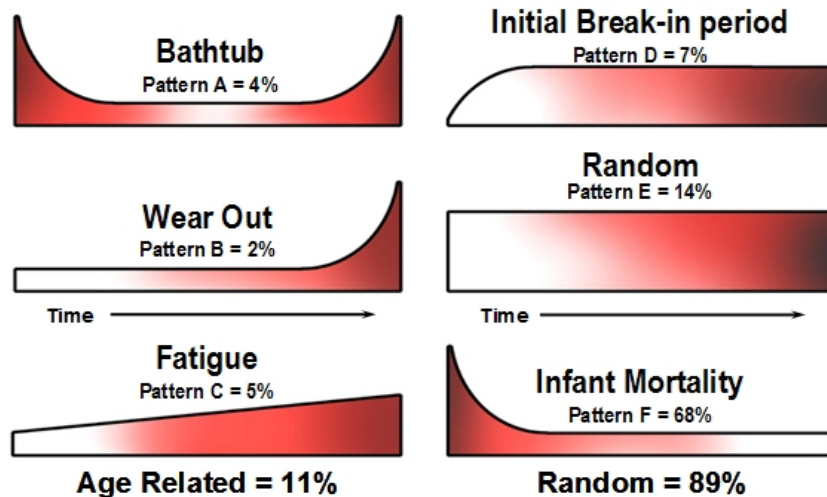 Bathtub
Pattern A = 4%
Wear Out
Pattern B = 2%
Time
Fatigue
Pattern C = 5%
Age Related = 11%
Initial Break-in period
Pattern D = 7%
Random
Pattern E = 14%
Time
Infant Mortality
Pattern F = 68%
Random = 89%